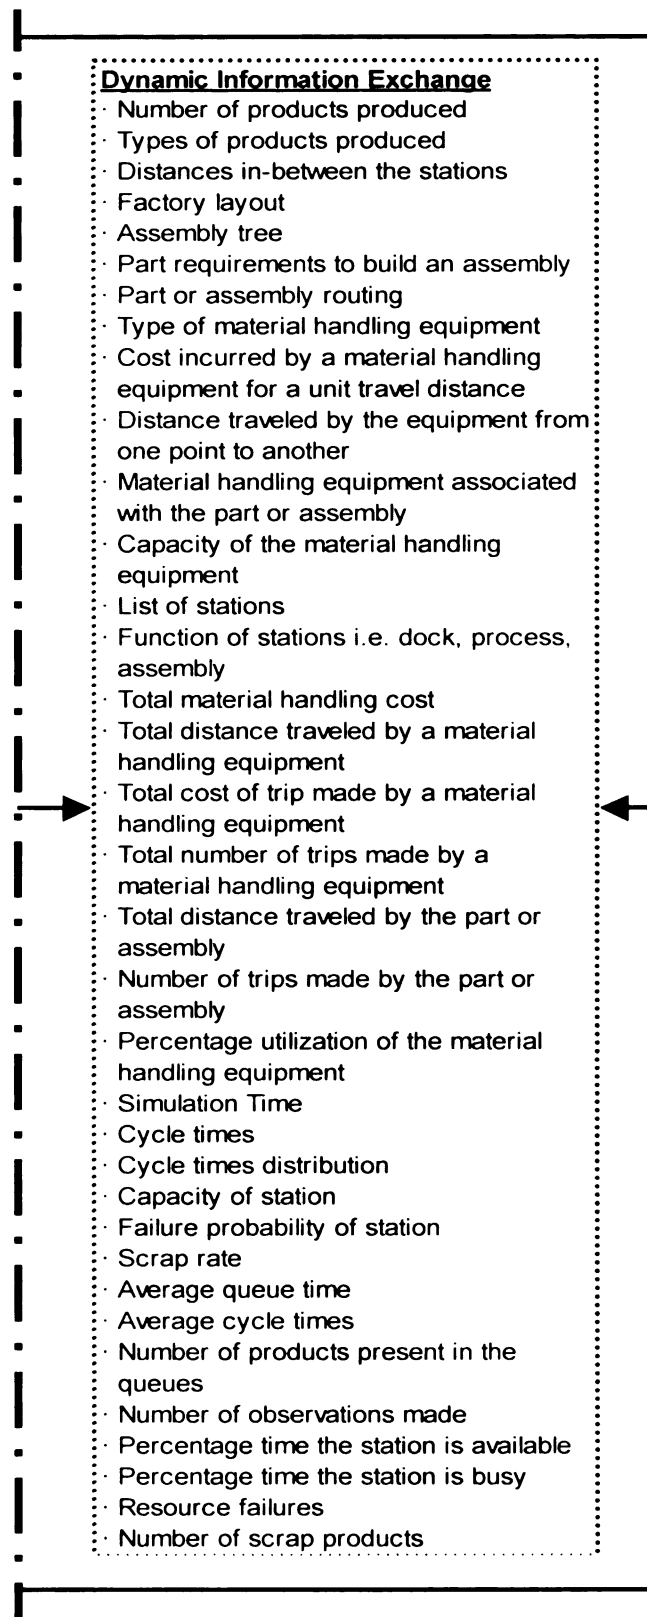 Dynamic Information Exchange
· Number of products produced
· Types of products produced
· Distances in-between the stations
· Factory layout
· Assembly tree
· Part requirements to build an assembly
· Part or assembly routing
· Type of material handling equipment
· Cost incurred by a material handling
equipment for a unit travel distance
· Distance traveled by the equipment from
one point to another
· Material handling equipment associated
with the part or assembly
· Capacity of the material handling
equipment
· List of stations
· Function of stations i.e. dock, process,
assembly
· Total material handling cost
· Total distance traveled by a material
handling equipment
· Total cost of trip made by a material
handling equipment
· Total number of trips made by a
material handling equipment
· Total distance traveled by the part or
assembly
· Number of trips made by the part or
assembly
· Percentage utilization of the material
handling equipment
· Simulation Time
· Cycle times
· Cycle times distribution
· Capacity of station
· Failure probability of station
· Scrap rate
· Average queue time
· Average cycle times
· Number of products present in the
queues
· Number of observations made
· Percentage time the station is available
· Percentage time the station is busy
· Resource failures
· Number of scrap products